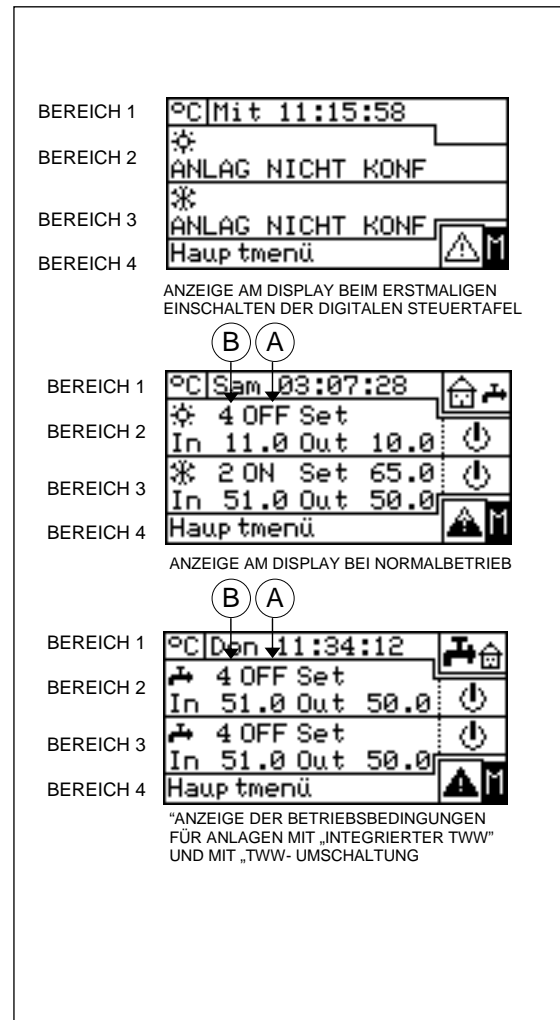 BEREICH 1
°C Mit 11:15:58
BEREICH 2
ANLAG NICHT KONF
BEREICH 3
ANLAG NICHT KONF
BEREICH 4
Haup tmenü M
ANZEIGE AM DISPLAY BEIM ERSTMALIGEN
EINSCHALTEN DER DIGITALEN STEUERTAFEL
B A
BEREICH 1
°C Sam 03:07:28
BEREICH 2
4 OFF Set
In 11.0 Out 10.0
BEREICH 3
2 ON Set 65.0
In 51.0 Out 50.0
BEREICH 4
Haup tmenü M
ANZEIGE AM DISPLAY BEI NORMALBETRIEB
B A
BEREICH 1
°C Don 11:34:12
BEREICH 2
4 OFF Set
In 51.0 Out 50.0
BEREICH 3
4 OFF Set
In 51.0 Out 50.0
BEREICH 4
Haup tmenü M
"ANZEIGE DER BETRIEBSBEDINGUNGEN
FÜR ANLAGEN MIT „INTEGRIERTER TWW"
UND MIT „TWW- UMSCHALTUNG